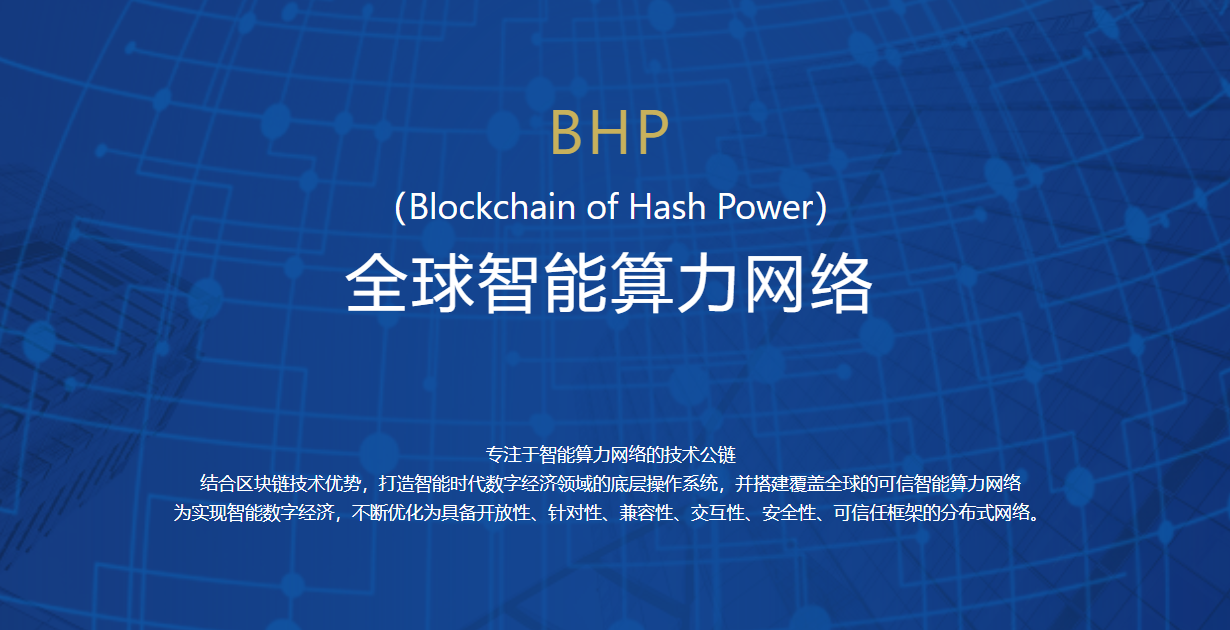 BHP
（Blockchain of Hash Power）
全球智能算力网络
专注于智能算力网络的技术公链
结合区块链技术优势，打造智能时代数字经济领域的底层操作系统，并搭建覆盖全球的可信智能算力网络
为实现智能数字经济，不断优化为具备开放性、针对性、兼容性、交互性、安全性、可信任框架的分布式网络。